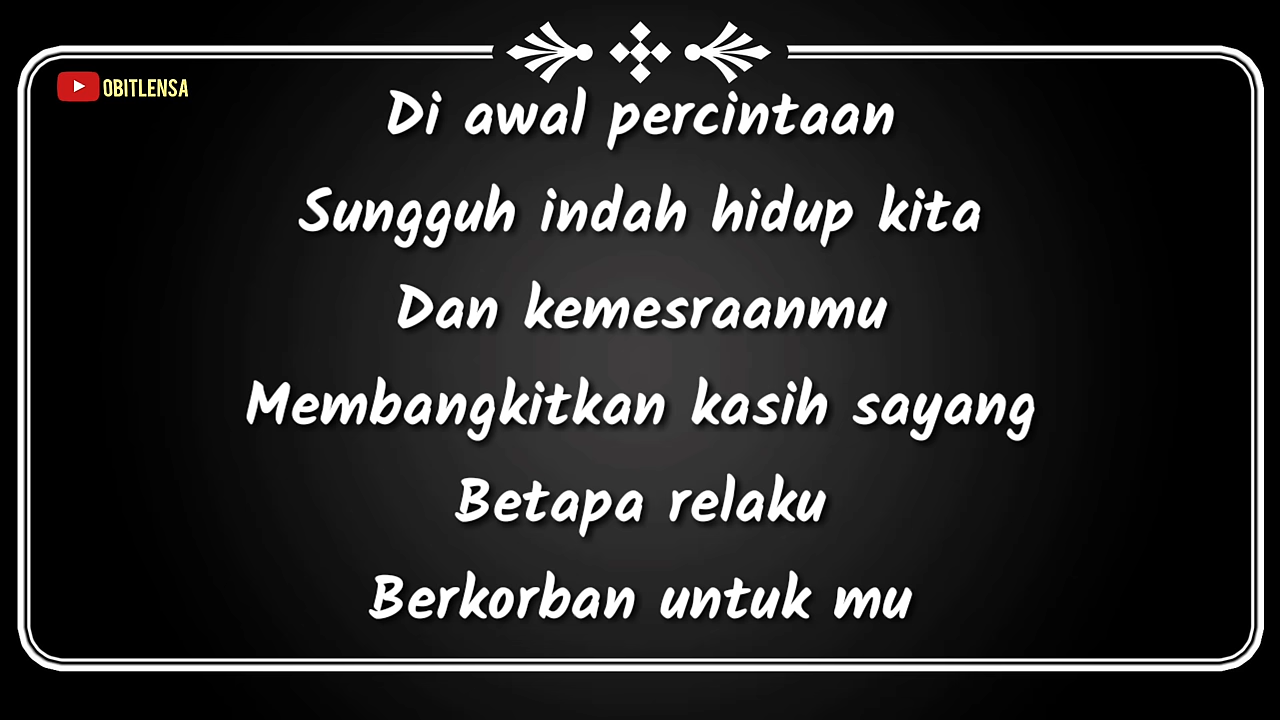 OBITLENSA
Di awal percintaan
Sungguh indah hidup kita
Dan kemesraanmu
Membangkitkan kasih sayang
Betapa relaku
Berkorban untuk mu